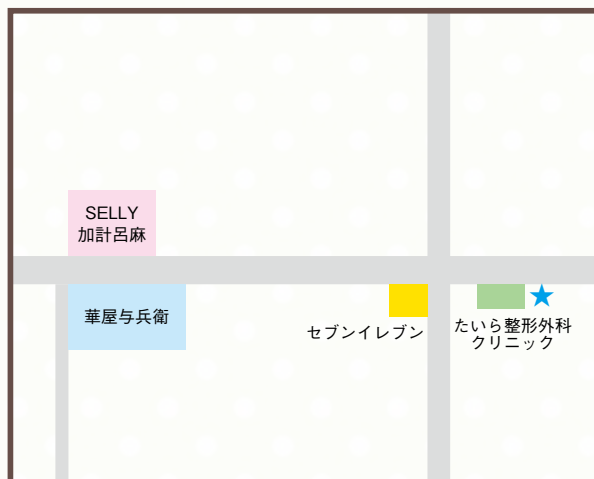 SELLY
加計呂麻
華屋与兵衛
セブンイレブン
たいら整形外科
クリニック